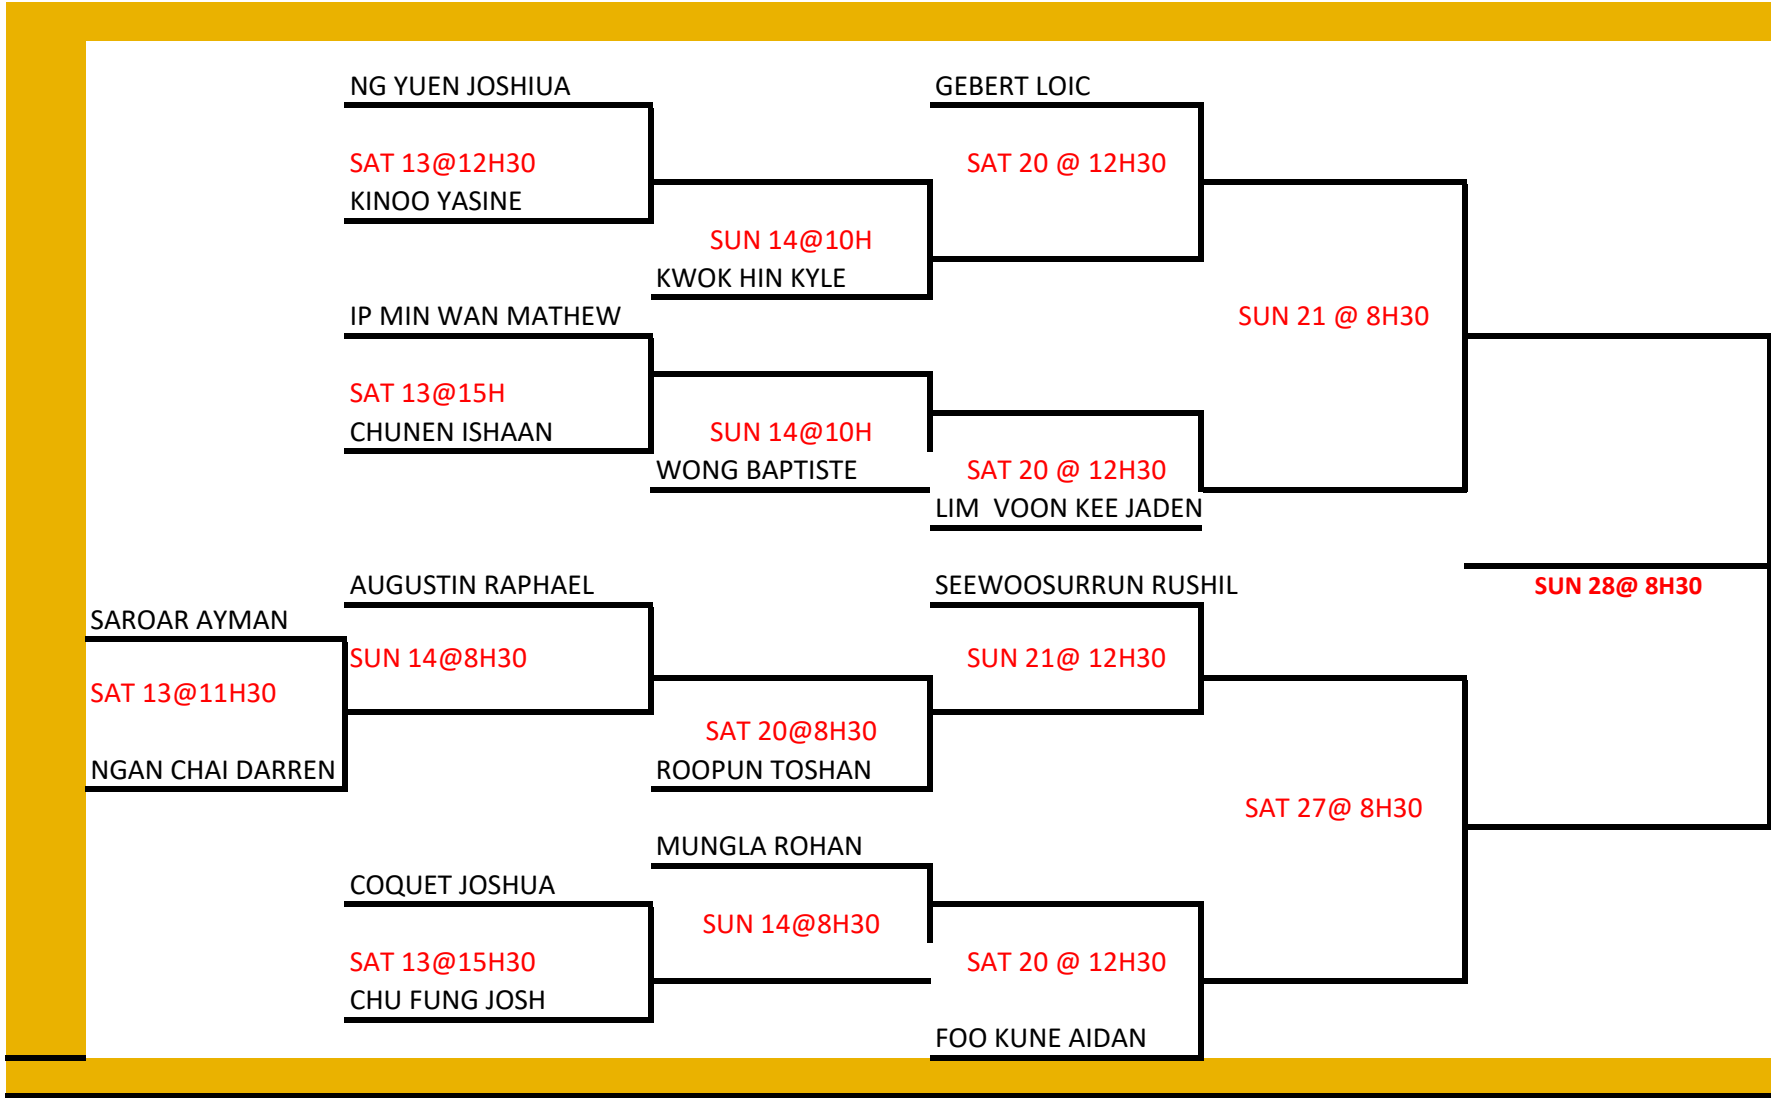 NG YUEN JOSHIUA
GEBERT LOIC
SAT 13@12H30
SAT 20 @ 12H30
KINOO YASINE
SUN 14@10H
KWOK HIN KYLE
IP MIN WAN MATHEW
SUN 21 @ 8H30
SAT 13@15H
CHUNEN ISHAAN
SUN 14@10H
WONG BAPTISTE
SAT 20 @ 12H30
LIM  VOON KEE JADEN
AUGUSTIN RAPHAEL
SEEWOOSURRUN RUSHIL
SUN 28@ 8H30
SAROAR AYMAN
SUN 14@8H30
SUN 21@ 12H30
SAT 13@11H30
SAT 20@8H30
NGAN CHAI DARREN
ROOPUN TOSHAN
SAT 27@ 8H30
MUNGLA ROHAN
COQUET JOSHUA
SUN 14@8H30
SAT 13@15H30
SAT 20 @ 12H30
CHU FUNG JOSH
FOO KUNE AIDAN